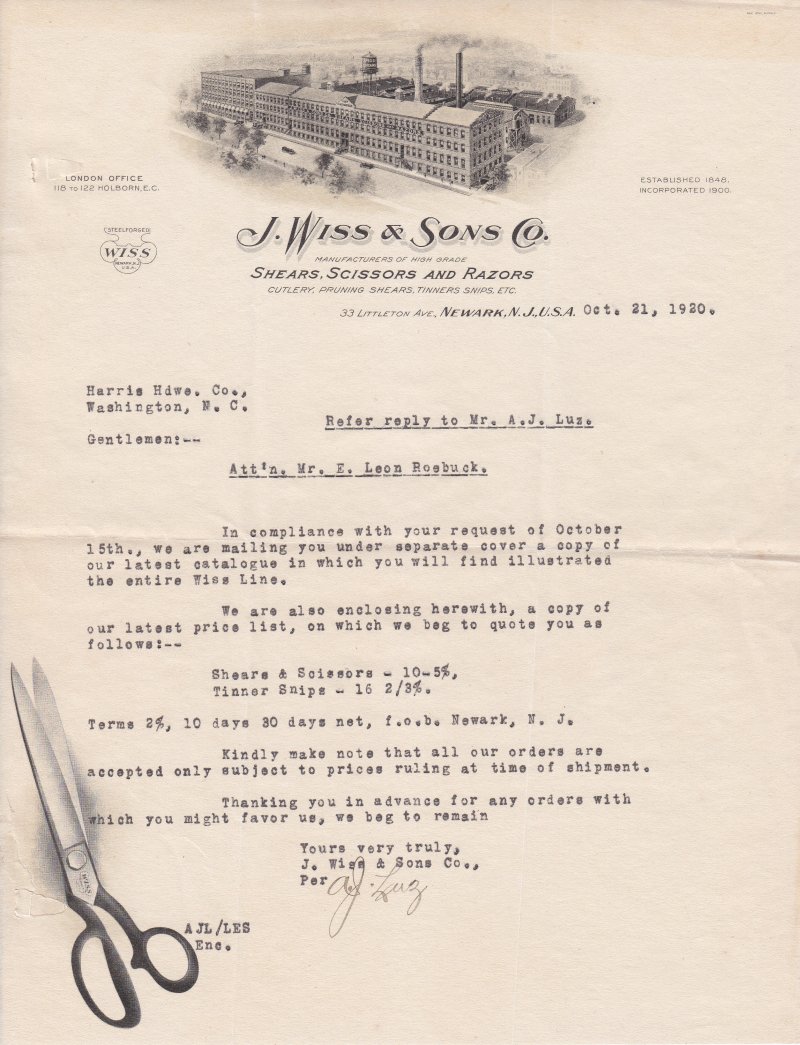 LONDON OFFICE
118 TO 122 HOLBORN, E.C.
ESTABLISHED 1848.
INCORPORATED 1900.
STEELFORGED
WISS
NEWARK N.J.
U.S.A.
J. WISS & SONS CO.
MANUFACTURERS OF HIGH GRADE
SHEARS, SCISSORS AND RAZORS
CUTLERY, PRUNING SHEARS, TINNERS SNIPS, ETC.
33 LITTLETON AVE., NEWARK, N. J., U.S.A. Oct. 21, 1920.
Harris Hdwe. Co.,
Washington, N. C.
Refer reply to Mr. A.J. Luz.
Gentlemen:--
Att'n. Mr. E. Leon Roebuck.
In compliance with your request of October
15th., we are mailing you under separate cover a copy of
our latest catalogue in which you will find illustrated
the entire Wiss Line.
We are also enclosing herewith, a copy of
our latest price list, on which we beg to quote you as
follows:--
Shears & Scissors - 10-5%,
Tinner Snips - 16 2/3%.
Terms 2%, 10 days 30 days net, f.o.b. Newark, N. J.
Kindly make note that all our orders are
accepted only subject to prices ruling at time of shipment.
Thanking you in advance for any orders with
which you might favor us, we beg to remain
Yours very truly,
J. Wiss & Sons Co.,
Per A.J. Luz
WISS
AJL/LES
Enc.